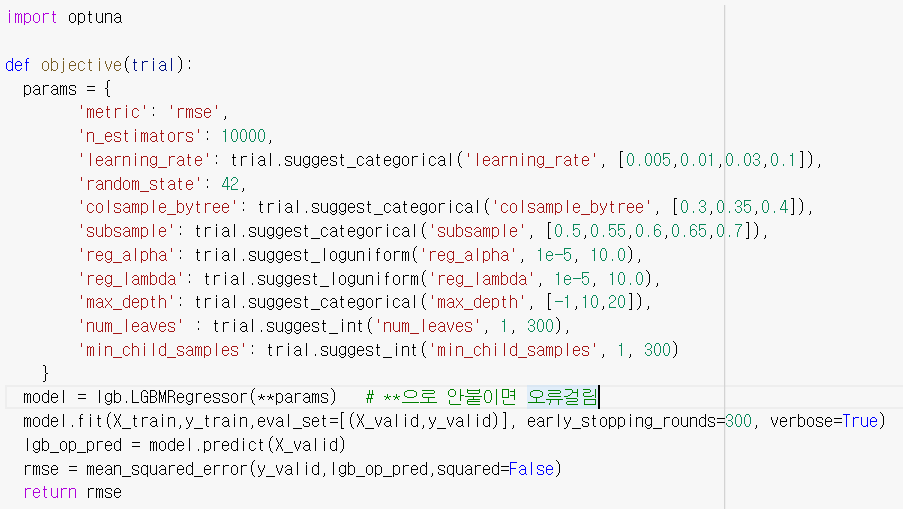 import optuna
def objective(trial):
  params = {
        'metric': 'rmse',
        'n_estimators': 10000,
        'learning_rate': trial.suggest_categorical('learning_rate', [0.005,0.01,0.03,0.1]),
        'random_state': 42,
        'colsample_bytree': trial.suggest_categorical('colsample_bytree', [0.3,0.35,0.4]),
        'subsample': trial.suggest_categorical('subsample', [0.5,0.55,0.6,0.65,0.7]),
        'reg_alpha': trial.suggest_loguniform('reg_alpha', 1e-5, 10.0),
        'reg_lambda': trial.suggest_loguniform('reg_lambda', 1e-5, 10.0),
        'max_depth': trial.suggest_categorical('max_depth', [-1,10,20]),
        'num_leaves' : trial.suggest_int('num_leaves', 1, 300),
        'min_child_samples': trial.suggest_int('min_child_samples', 1, 300)
    }
  model = lgb.LGBMRegressor(**params)   # **으로 안붙이면 오류걸림
  model.fit(X_train,y_train,eval_set=[(X_valid,y_valid)], early_stopping_rounds=300, verbose=True)
  lgb_op_pred = model.predict(X_valid)
  rmse = mean_squared_error(y_valid,lgb_op_pred,squared=False)
  return rmse